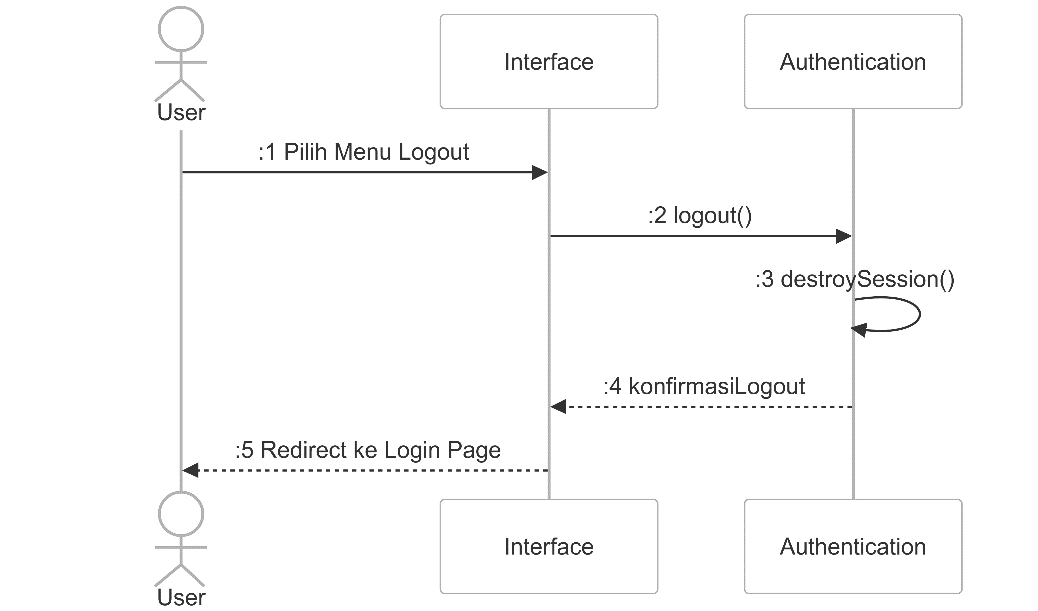 Interface
Authentication
User
:1 Pilih Menu Logout
:2 logout()
:3 destroySession()
:4 konfirmasiLogout
:5 Redirect ke Login Page
Interface
Authentication
User